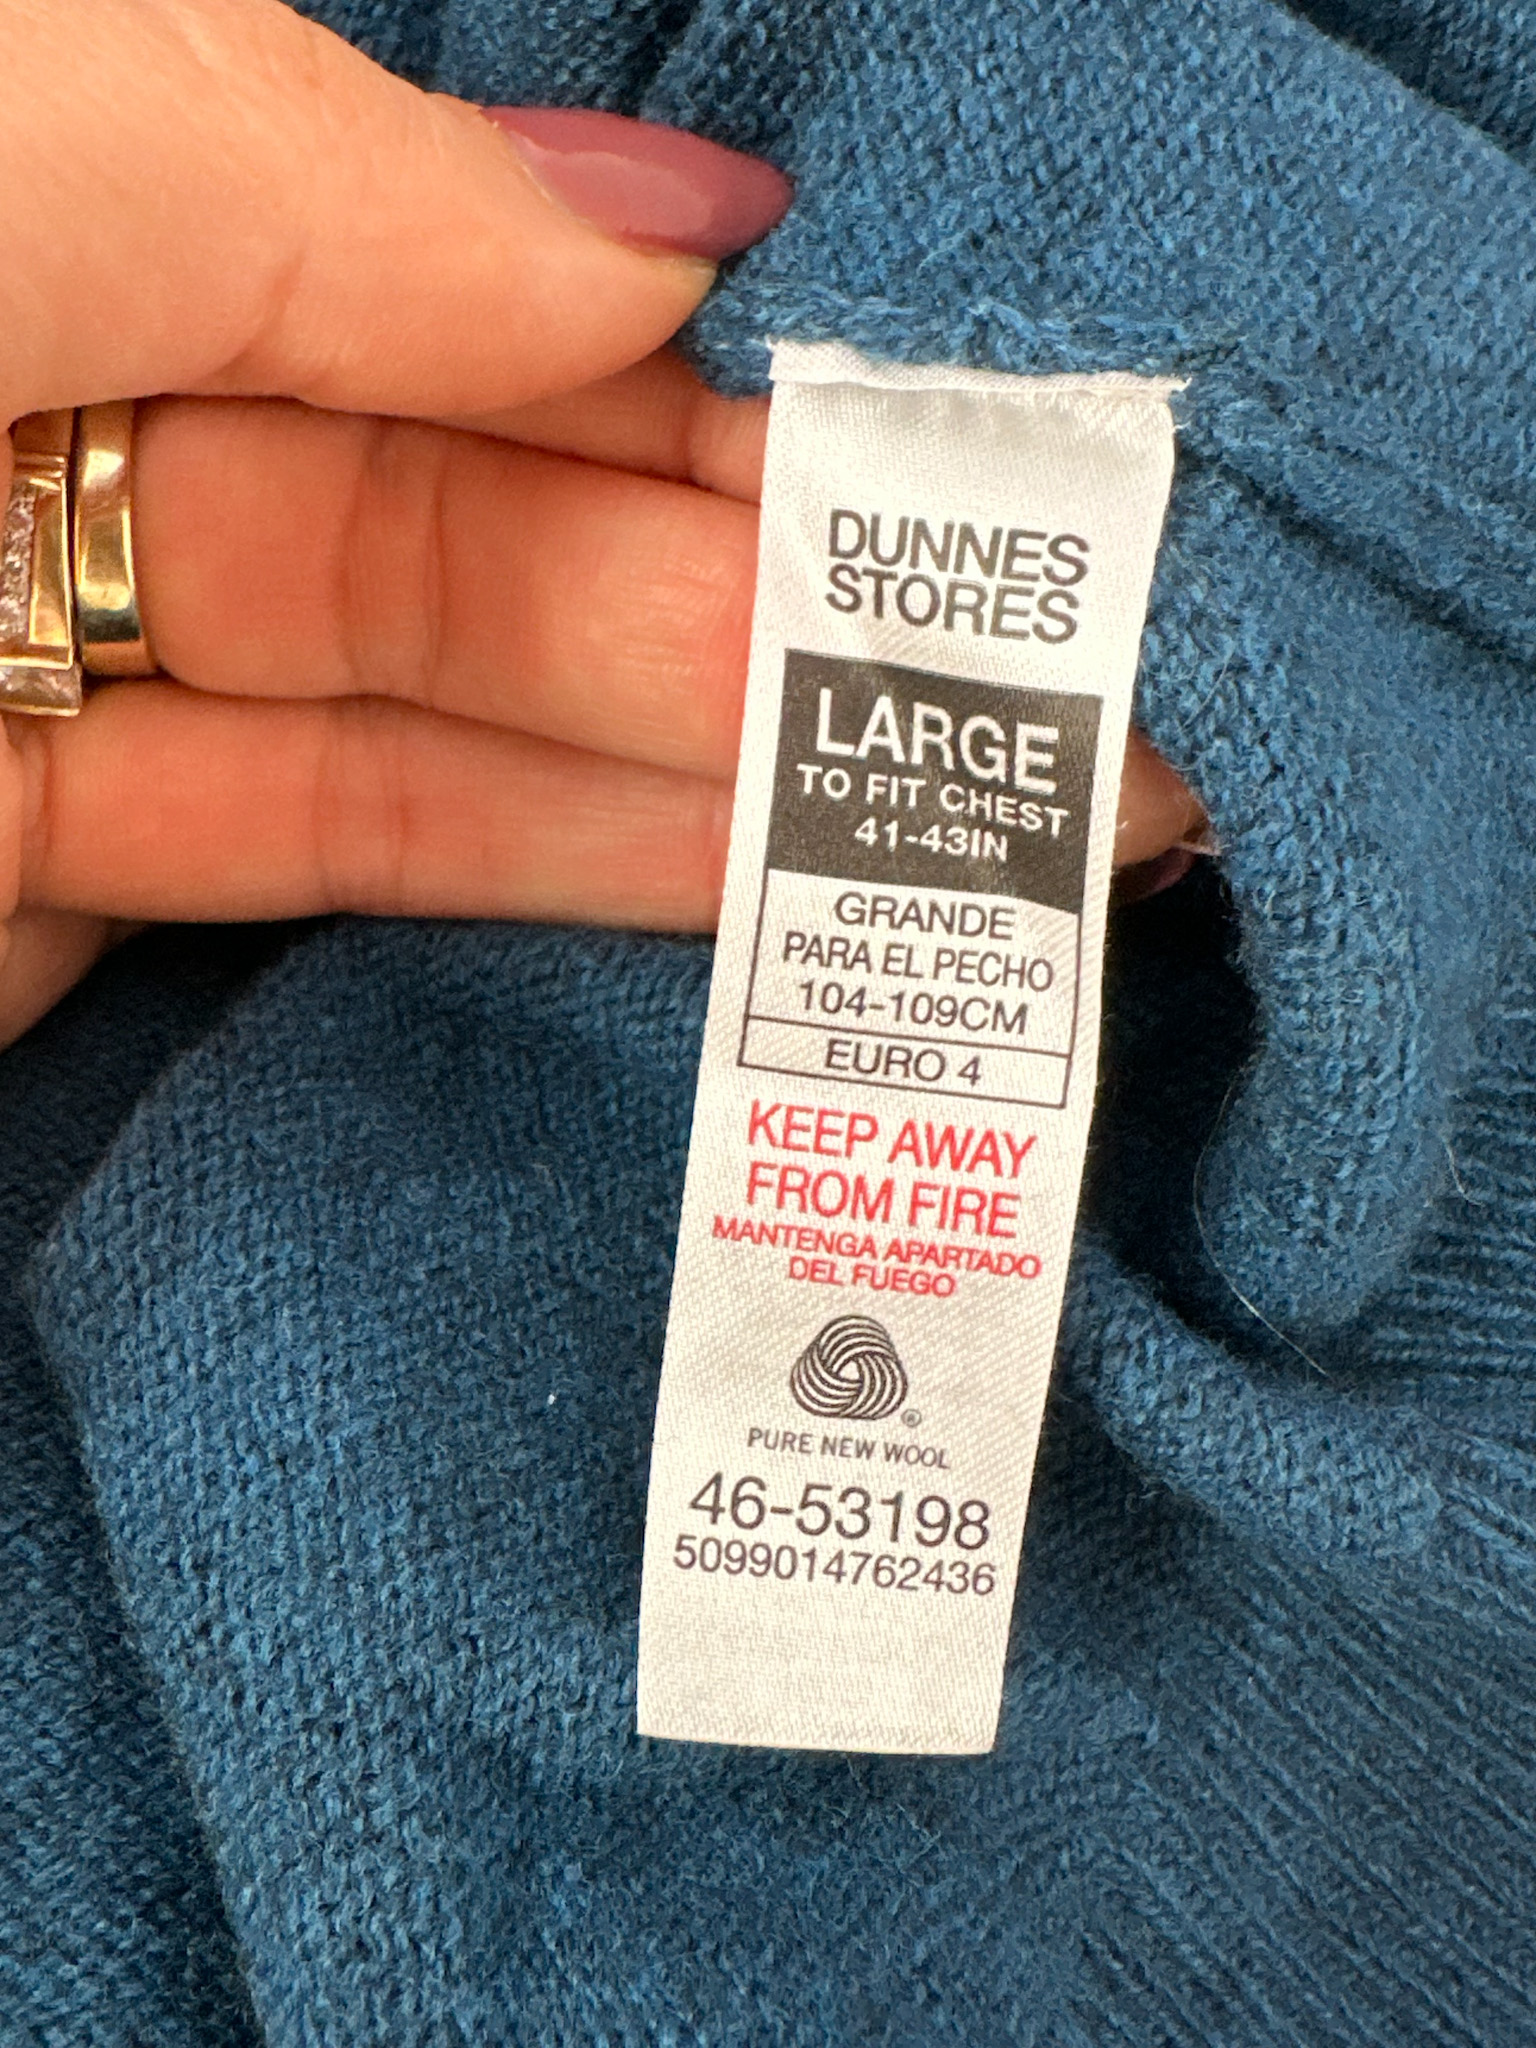 DUNNES
STORES
LARGE
TO FIT CHEST
41-43IN
GRANDE
PARA EL PECHO
104-109CM
EURO 4
KEEP AWAY
FROM FIRE
MANTENGA APARTADO
DEL FUEGO
®
PURE NEW WOOL
46-53198
5099014762436